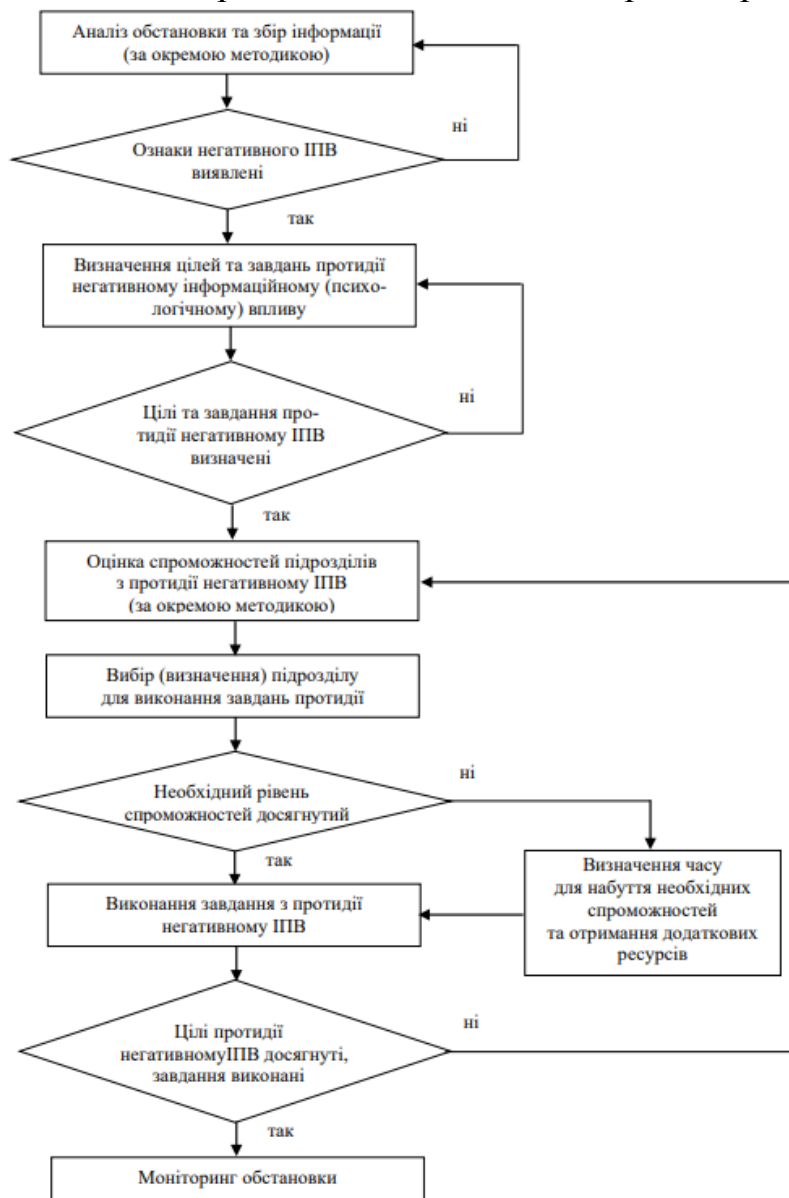 Аналіз обстановки та збір інформації
(за окремою методикою)
ні
Ознаки негативного ІПВ
виявлені
так
Визначення цілей та завдань протидії
негативному інформаційному (психо-
логічному) впливу
ні
Цілі та завдання про-
тидії негативному ІПВ
визначені
так
Оцінка спроможностей підрозділів
з протидії негативному ІПВ
(за окремою методикою)
Вибір (визначення) підрозділу
для виконання завдань протидії
ні
Необхідний рівень
спроможностей досягнутий
так
Визначення часу
для набуття необхідних
спроможностей
та отримання додаткових
ресурсів
Виконання завдання з протидії
негативному ІПВ
ні
Цілі протидії
негативномуІПВ досягнуті,
завдання виконані
так
Моніторинг обстановки